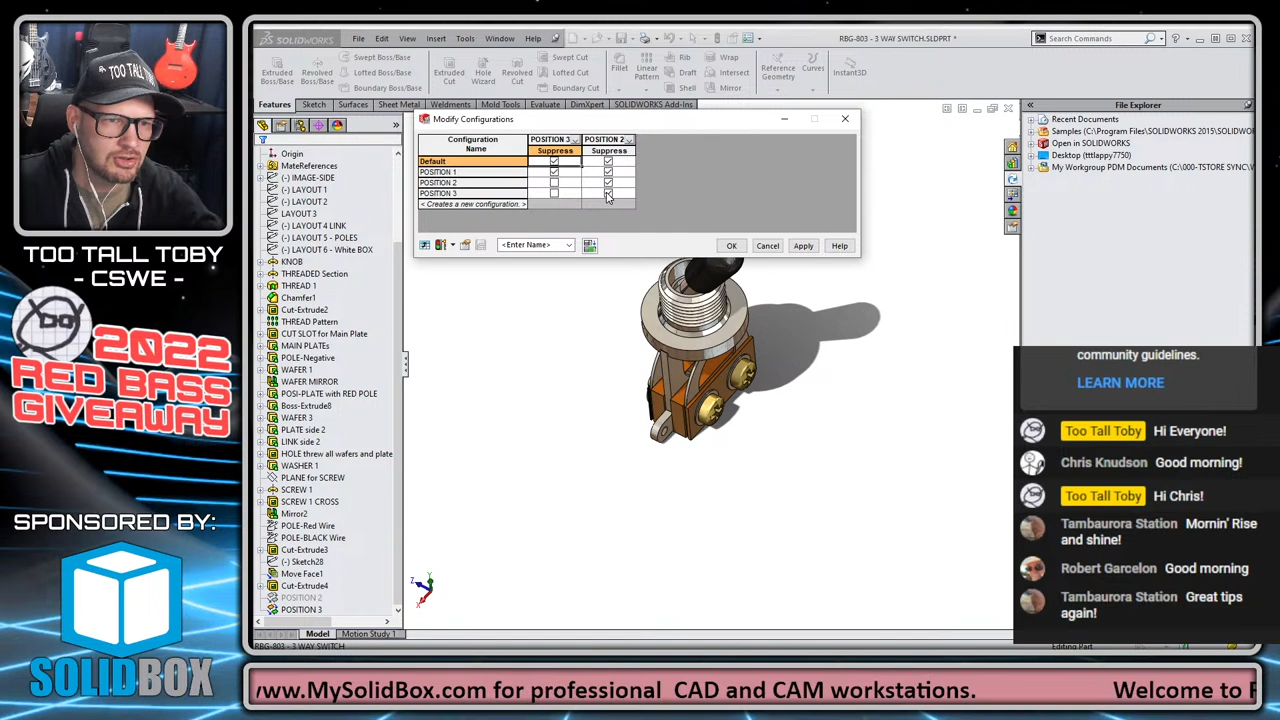 SOLIDWORKS
File Edit View Insert Tools Window Help
RBG-803 - 3 WAY SWITCH.SLDPRT *
Search Commands
Extruded Boss/Base
Revolved Boss/Base
Swept Boss/Base
Lofted Boss/Base
Boundary Boss/Base
Extruded Cut
Hole Wizard
Revolved Cut
Swept Cut
Lofted Cut
Boundary Cut
Fillet
Linear Pattern
Rib
Draft
Shell
Wrap
Intersect
Mirror
Reference Geometry
Curves
Instant3D
Features Sketch Surfaces Sheet Metal Weldments Mold Tools Evaluate DimXpert SOLIDWORKS Add-Ins
Origin
MateReferences
(-) IMAGE-SIDE
(-) LAYOUT 1
(-) LAYOUT 2
LAYOUT 3
(-) LAYOUT 4 LINK
(-) LAYOUT 5 - POLES
(-) LAYOUT 6 - White BOX
KNOB
THREADED Section
THREAD 1
Chamfer1
Cut-Extrude2
THREAD Pattern
CUT SLOT for Main Plate
MAIN PLATEs
POLE-Negative
WAFER 1
WAFER MIRROR
POSI-PLATE with RED POLE
Boss-Extrude8
WAFER 3
PLATE side 2
LINK side 2
HOLE threw all wafers and plate
WASHER 1
PLANE for SCREW
SCREW 1
SCREW 1 CROSS
Mirror2
POLE-Red Wire
POLE-BLACK Wire
Cut-Extrude3
(-) Sketch28
Move Face1
Cut-Extrude4
POSITION 2
POSITION 3
Model Motion Study 1
RBG-803 - 3 WAY SWITCH
Editing Part
Modify Configurations
Configuration Name
POSITION 3
POSITION 2
Suppress
Suppress
Default
POSITION 1
POSITION 2
POSITION 3
< Creates a new configuration. >
<Enter Name>
OK
Cancel
Apply
Help
Z
Y
X
File Explorer
Recent Documents
Samples (C:\Program Files\SOLIDWORKS 2015\SOLIDWORK
Open in SOLIDWORKS
Desktop (tttlappy7750)
My Workgroup PDM Documents (C:\000-TSTORE SYNC\WOR
TOO TALL TOBY
- CSWE -
2022
RED BASS
GIVEAWAY
SPONSORED BY:
SOLIDBOX
community guidelines.
LEARN MORE
Too Tall Toby Hi Everyone!
Chris Knudson Good morning!
Too Tall Toby Hi Chris!
Tambaurora Station Mornin' Rise
and shine!
Robert Garcelon Good morning
Tambaurora Station Great tips
again!
/ww.MySolidBox.com for professional CAD and CAM workstations.
Welcome to